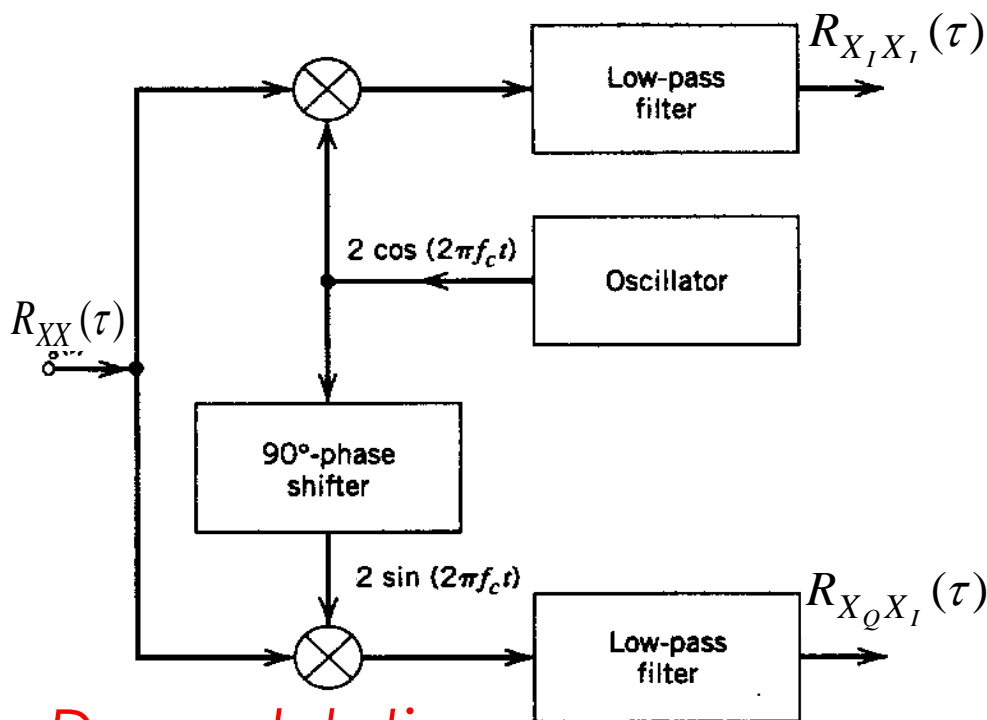 R_{X_I X_I}(τ)
Low-pass
filter
2 cos (2πf_c t)
Oscillator
R_{XX}(τ)
90°-phase
shifter
2 sin (2πf_c t)
R_{X_Q X_I}(τ)
Low-pass
filter